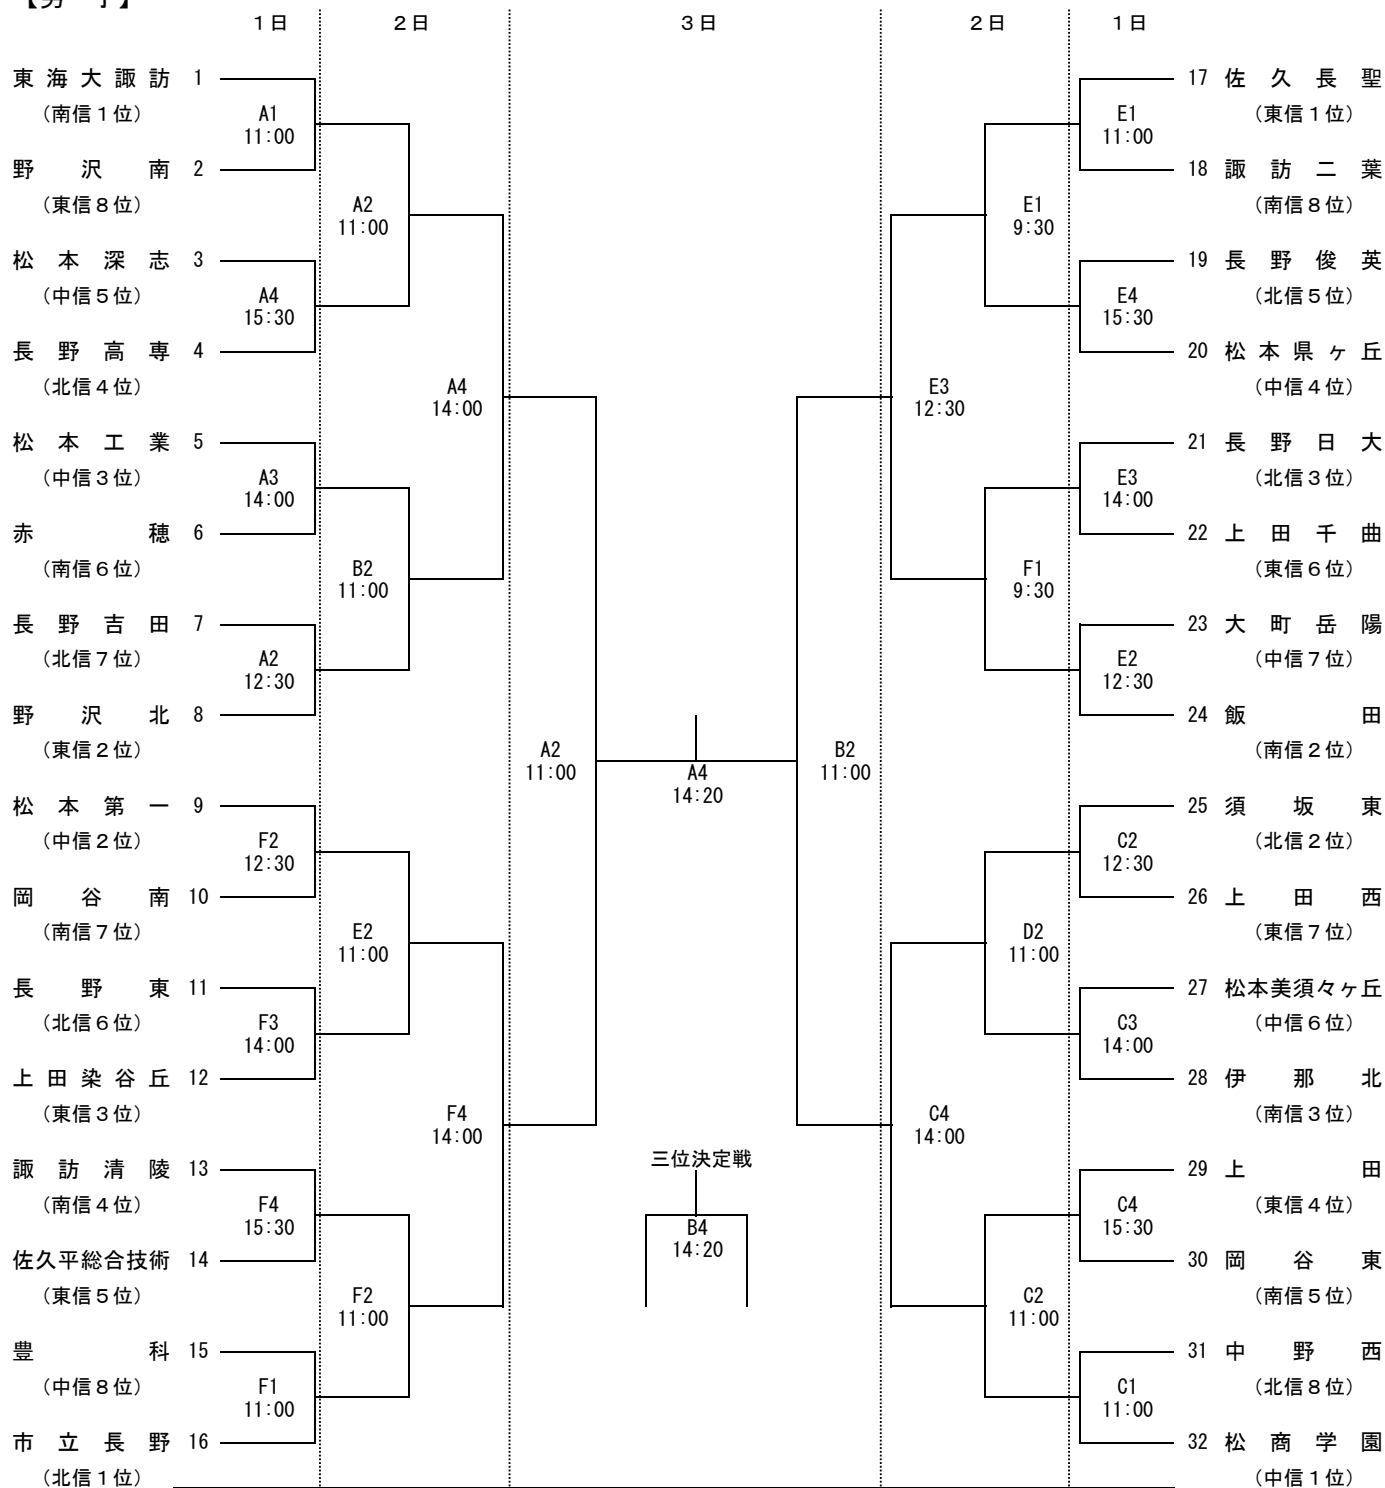 【男 子】
1日 2日 3日 2日 1日
東海大諏訪 1
(南信1位)
A1
11:00
野沢南 2
(東信8位)
A2
11:00
松本深志 3
(中信5位)
A4
15:30
長野高専 4
(北信4位)
A4
14:00
松本工業 5
(中信3位)
A3
14:00
赤穂 6
(南信6位)
B2
11:00
長野吉田 7
(北信7位)
A2
12:30
野沢北 8
(東信2位)
A2
11:00
松本第一 9
(中信2位)
F2
12:30
岡谷南 10
(南信7位)
E2
11:00
長野東 11
(北信6位)
F3
14:00
上田染谷丘 12
(東信3位)
F4
14:00
諏訪清陵 13
(南信4位)
F4
15:30
佐久平総合技術 14
(東信5位)
F2
11:00
豊科 15
(中信8位)
F1
11:00
市立長野 16
(北信1位)
A4
14:20
三位決定戦
B4
14:20
17 佐久長聖
(東信1位)
E1
11:00
18 諏訪二葉
(南信8位)
E1
9:30
19 長野俊英
(北信5位)
E4
15:30
20 松本県ヶ丘
(中信4位)
E3
12:30
21 長野日大
(北信3位)
E3
14:00
22 上田千曲
(東信6位)
F1
9:30
23 大町岳陽
(中信7位)
E2
12:30
24 飯田
(南信2位)
B2
11:00
25 須坂東
(北信2位)
C2
12:30
26 上田西
(東信7位)
D2
11:00
27 松本美須々ヶ丘
(中信6位)
C3
14:00
28 伊那北
(南信3位)
C4
14:00
29 上田
(東信4位)
C4
15:30
30 岡谷東
(南信5位)
C2
11:00
31 中野西
(北信8位)
C1
11:00
32 松商学園
(中信1位)